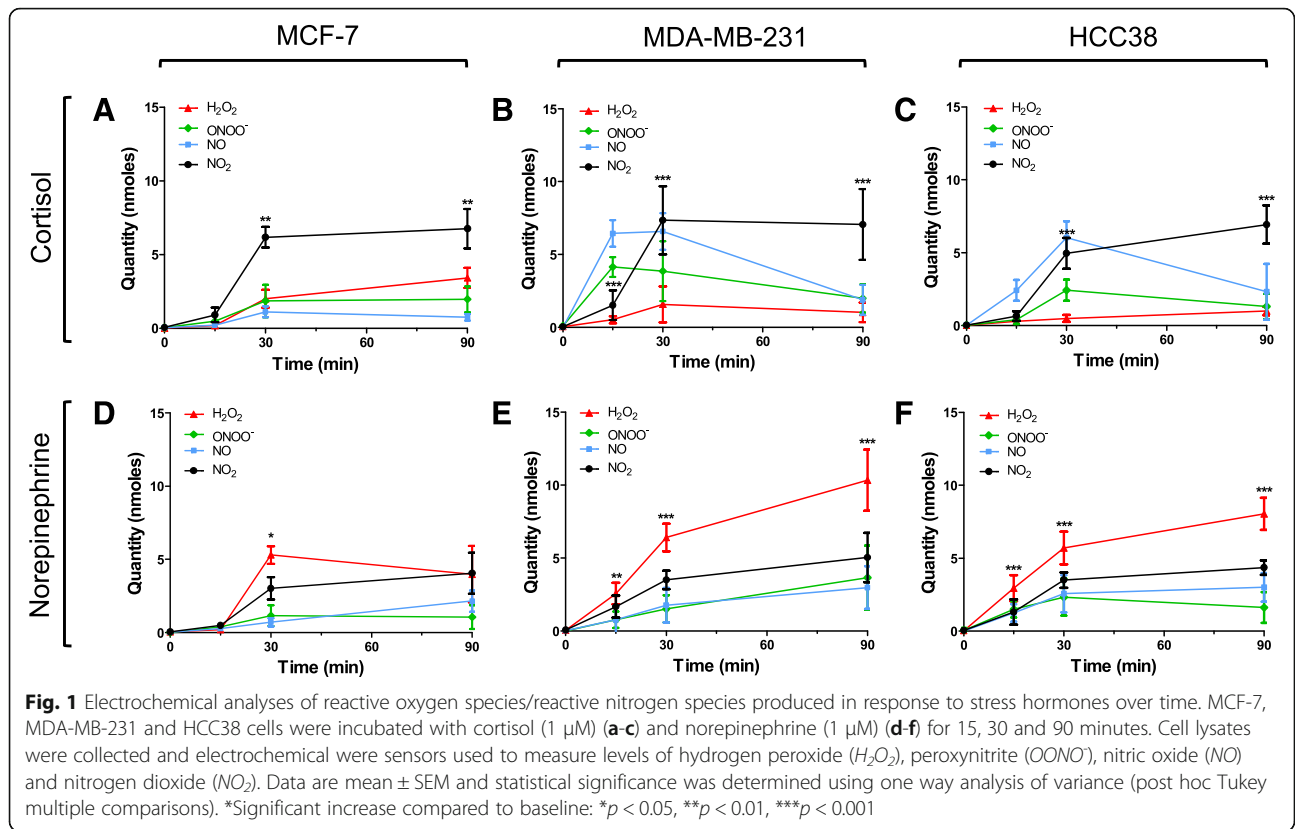 MCF-7
MDA-MB-231
HCC38
Cortisol
A
15
10
5
0
Quantity (nmoles)
H₂O₂
ONOO⁻
NO
NO₂
**
**
0
30
60
90
Time (min)
B
15
10
5
0
Quantity (nmoles)
H₂O₂
ONOO⁻
NO
NO₂
***
***
***
0
30
60
90
Time (min)
C
15
10
5
0
Quantity (nmoles)
H₂O₂
ONOO⁻
NO
NO₂
***
***
0
30
60
90
Time (min)
Norepinephrine
D
15
10
5
0
Quantity (nmoles)
H₂O₂
ONOO⁻
NO
NO₂
*
0
30
60
90
Time (min)
E
15
10
5
0
Quantity (nmoles)
H₂O₂
ONOO⁻
NO
NO₂
**
***
***
0
30
60
90
Time (min)
F
15
10
5
0
Quantity (nmoles)
H₂O₂
ONOO⁻
NO
NO₂
***
***
***
0
30
60
90
Time (min)
Fig. 1 Electrochemical analyses of reactive oxygen species/reactive nitrogen species produced in response to stress hormones over time. MCF-7,
MDA-MB-231 and HCC38 cells were incubated with cortisol (1 μM) (a-c) and norepinephrine (1 μM) (d-f) for 15, 30 and 90 minutes. Cell lysates
were collected and electrochemical were sensors used to measure levels of hydrogen peroxide (H₂O₂), peroxynitrite (OONO⁻), nitric oxide (NO)
and nitrogen dioxide (NO₂). Data are mean ± SEM and statistical significance was determined using one way analysis of variance (post hoc Tukey
multiple comparisons). *Significant increase compared to baseline: *p < 0.05, **p < 0.01, ***p < 0.001